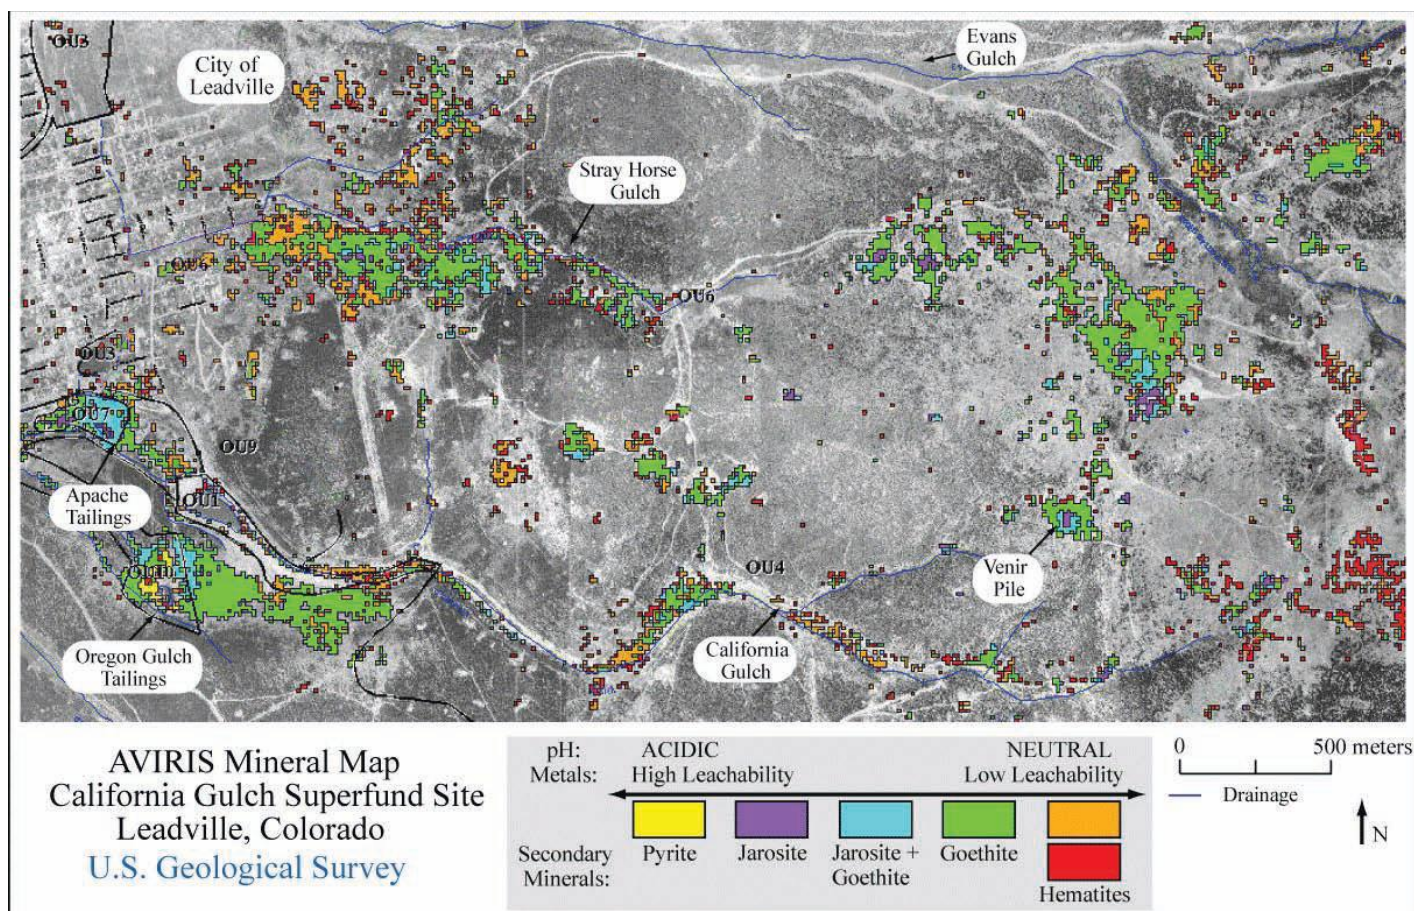 OU3
City of
Leadville
Evans
Gulch
Stray Horse
Gulch
OU6
OU6
OU3
OU7
OU9
Apache
Tailings
OU1
OU10
OU4
Venir
Pile
Oregon Gulch
Tailings
California
Gulch
AVIRIS Mineral Map
California Gulch Superfund Site
Leadville, Colorado
U.S. Geological Survey
pH: ACIDIC NEUTRAL
Metals: High Leachability Low Leachability
Secondary
Minerals:
Pyrite
Jarosite
Jarosite +
Goethite
Goethite
Hematites
0 500 meters
Drainage
N